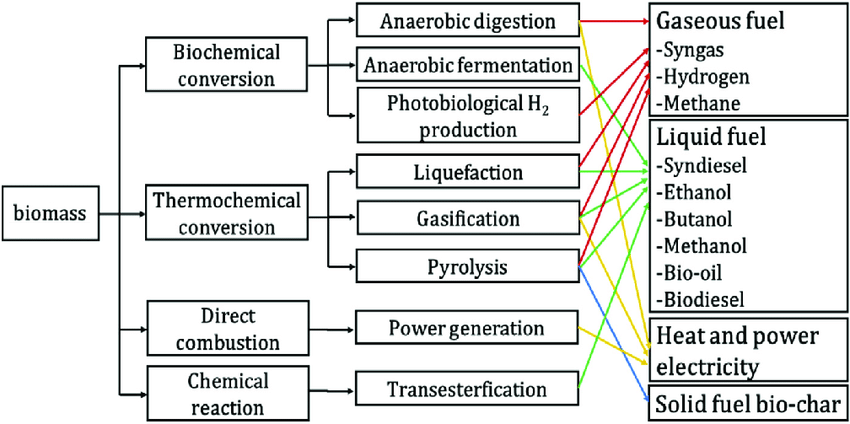 biomass
Biochemical
conversion
Thermochemical
conversion
Direct
combustion
Chemical
reaction
Anaerobic digestion
Anaerobic fermentation
Photobiological H₂
production
Liquefaction
Gasification
Pyrolysis
Power generation
Transesterfication
Gaseous fuel
-Syngas
-Hydrogen
-Methane
Liquid fuel
-Syndiesel
-Ethanol
-Butanol
-Methanol
-Bio-oil
-Biodiesel
Heat and power
electricity
Solid fuel bio-char